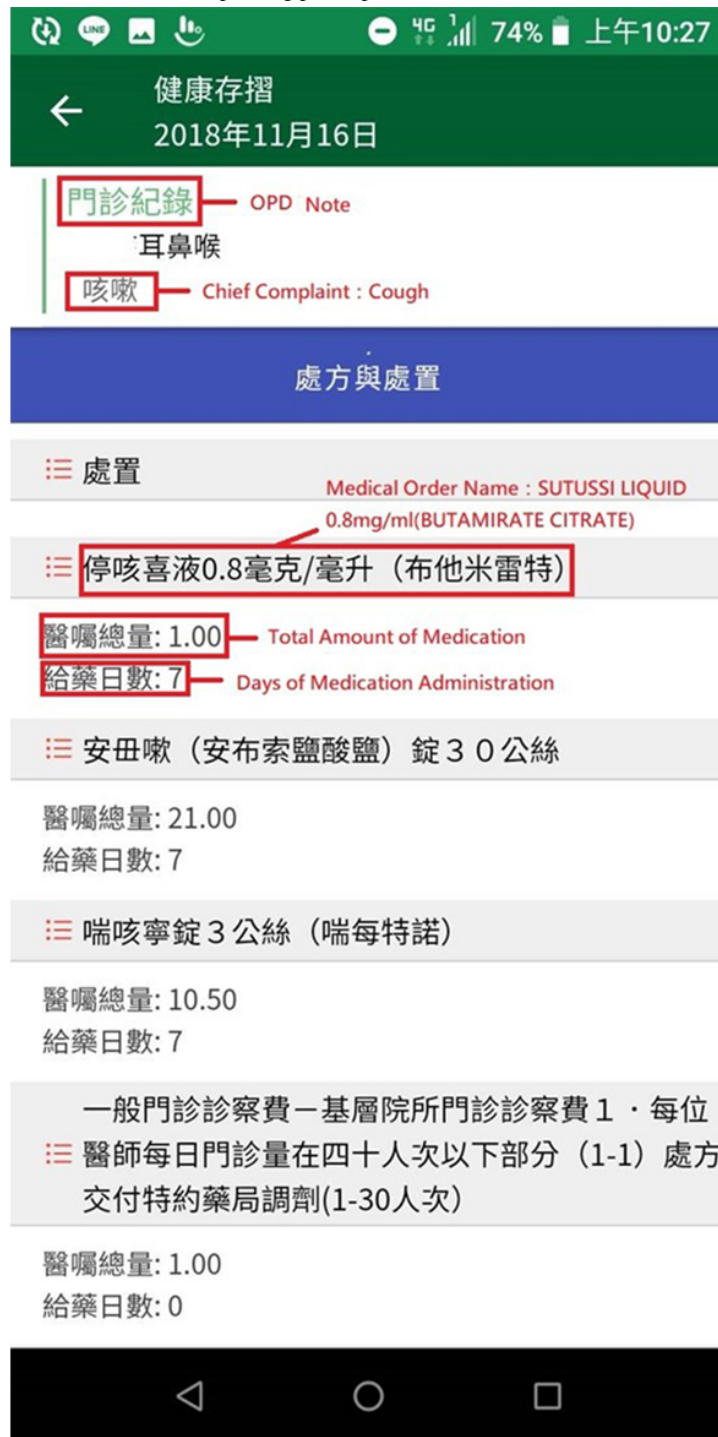 LINE 4G 1 74% 上午10:27
健康存摺
2018年11月16日
門診紀錄 OPD Note
耳鼻喉
咳嗽 Chief Complaint : Cough
處方與處置
處置
Medical Order Name : SUTUSSI LIQUID
0.8mg/ml(BUTAMIRATE CITRATE)
停咳喜液0.8毫克/毫升（布他米雷特）
醫囑總量: 1.00 Total Amount of Medication
給藥日數: 7 Days of Medication Administration
安毌嗽（安布索鹽酸鹽）錠３０公絲
醫囑總量: 21.00
給藥日數: 7
喘咳寧錠３公絲（喘每特諾）
醫囑總量: 10.50
給藥日數: 7
一般門診診察費－基層院所門診診察費１．每位
醫師每日門診量在四十人次以下部分（1-1）處方
交付特約藥局調劑(1-30人次）
醫囑總量: 1.00
給藥日數: 0